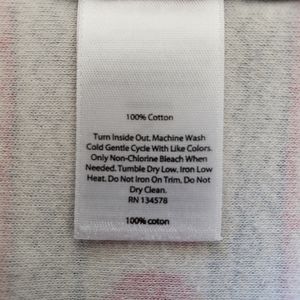 100% Cotton
Turn Inside Out. Machine Wash
Cold Gentle Cycle With Like Colors.
Only Non-Chlorine Bleach When
Needed. Tumble Dry Low. Iron Low
Heat. Do Not Iron On Trim, Do Not
Dry Clean.
RN 134578
100% coton